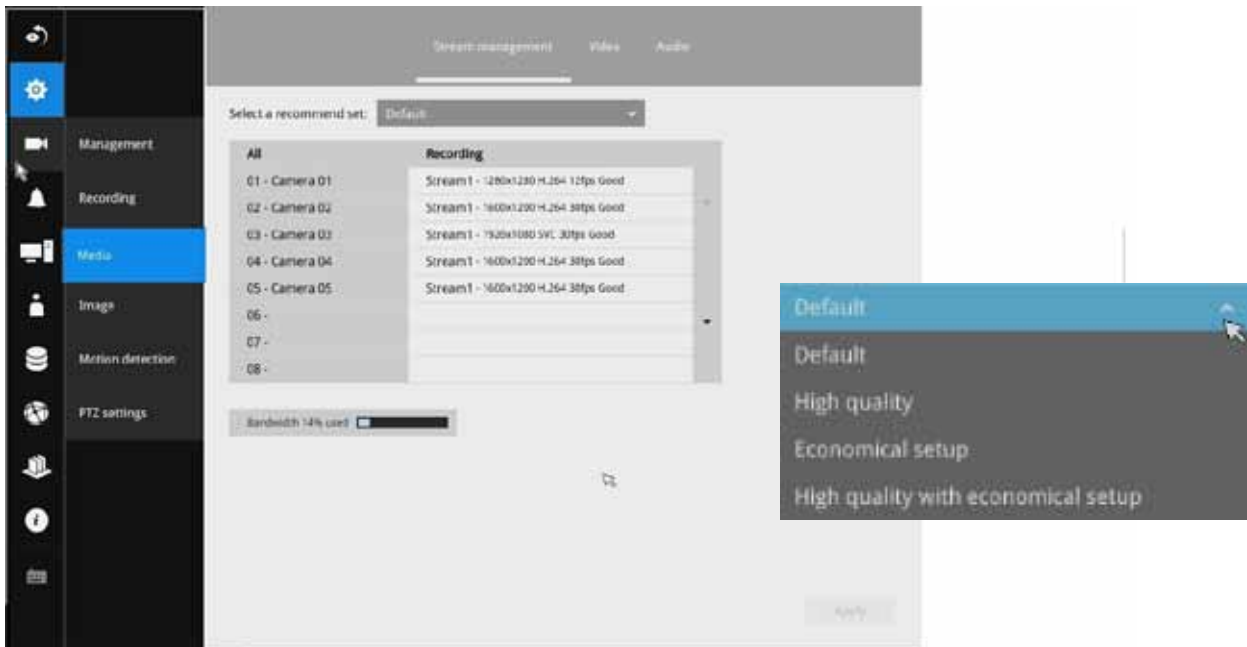 Stream management Video Audio
Select a recommend set: Default
Management
Recording
Media
Image
Motion detection
PTZ settings
All Recording
01 - Camera 01 Stream1 - 1280x1280 H.264 12fps Good
02 - Camera 02 Stream1 - 1600x1200 H.264 30fps Good
03 - Camera 03 Stream1 - 1920x1080 SVC 30fps Good
04 - Camera 04 Stream1 - 1600x1200 H.264 30fps Good
05 - Camera 05 Stream1 - 1600x1200 H.264 30fps Good
06 -
07 -
08 -
Bandwidth 14% used
Apply
Default
Default
High quality
Economical setup
High quality with economical setup